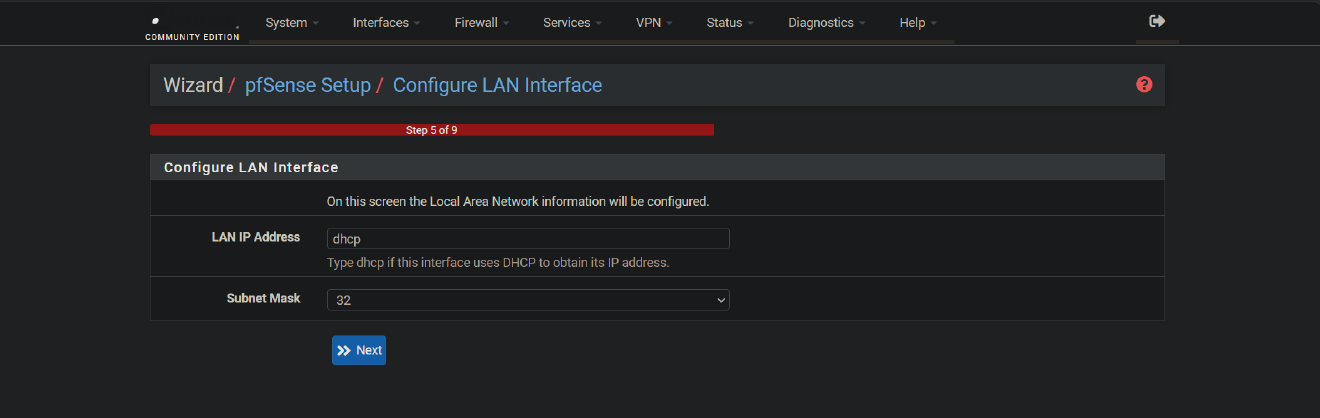 COMMUNITY EDITION
System Interfaces Firewall Services VPN Status Diagnostics Help
Wizard / pfSense Setup / Configure LAN Interface
Step 5 of 9
Configure LAN Interface
On this screen the Local Area Network information will be configured.
LAN IP Address
dhcp
Type dhcp if this interface uses DHCP to obtain its IP address.
Subnet Mask
32
Next